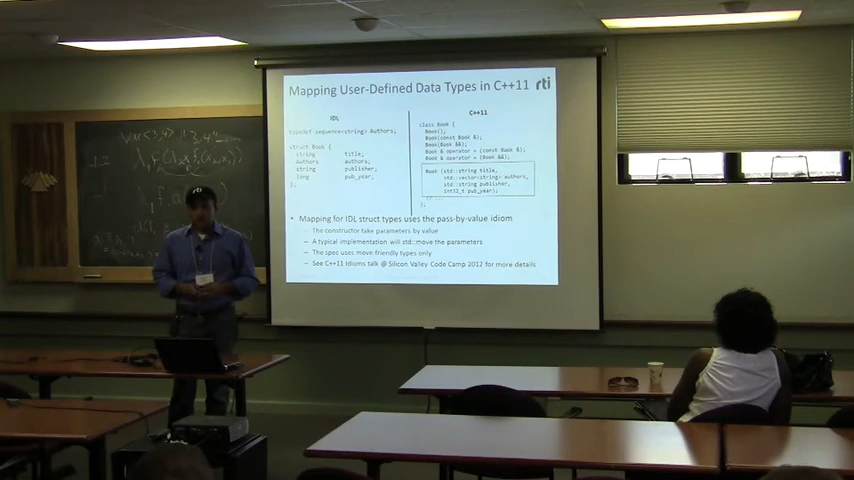 Mapping User-Defined Data Types in C++11 rti
IDL
typedef sequence<string> Authors;
struct Book {
string title;
Authors authors;
string publisher;
long pub_year;
};
C++11
class Book {
Book();
Book(const Book &);
Book(Book &&);
Book & operator = (const Book &);
Book & operator = (Book &&);
Book (std::string title,
std::vector<string> authors,
std::string publisher,
int32_t pub_year);
};
• Mapping for IDL struct types uses the pass-by-value idiom
– The constructor take parameters by value
– A typical implementation will std::move the parameters
– The spec uses move-friendly types only
– See C++11 Idioms talk @ Silicon Valley Code Camp 2012 for more details
rti